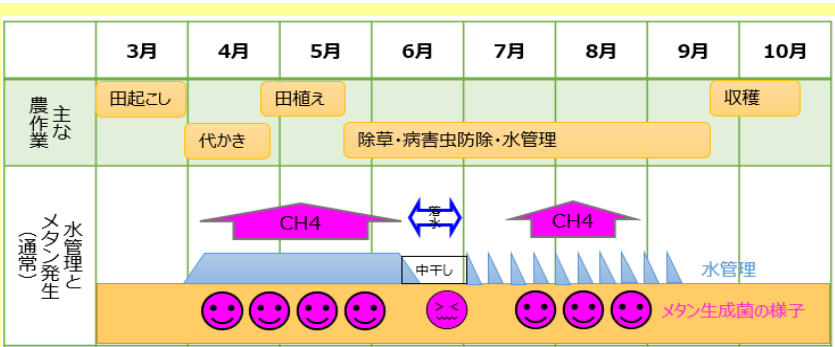 3月 4月 5月 6月 7月 8月 9月 10月
主な
農作業
田起こし
田植え
収穫
代かき
除草・病害虫防除・水管理
水管理と
メタン発生
(通常)
CH4
落水
CH4
中干し
水管理
メタン生成菌の様子